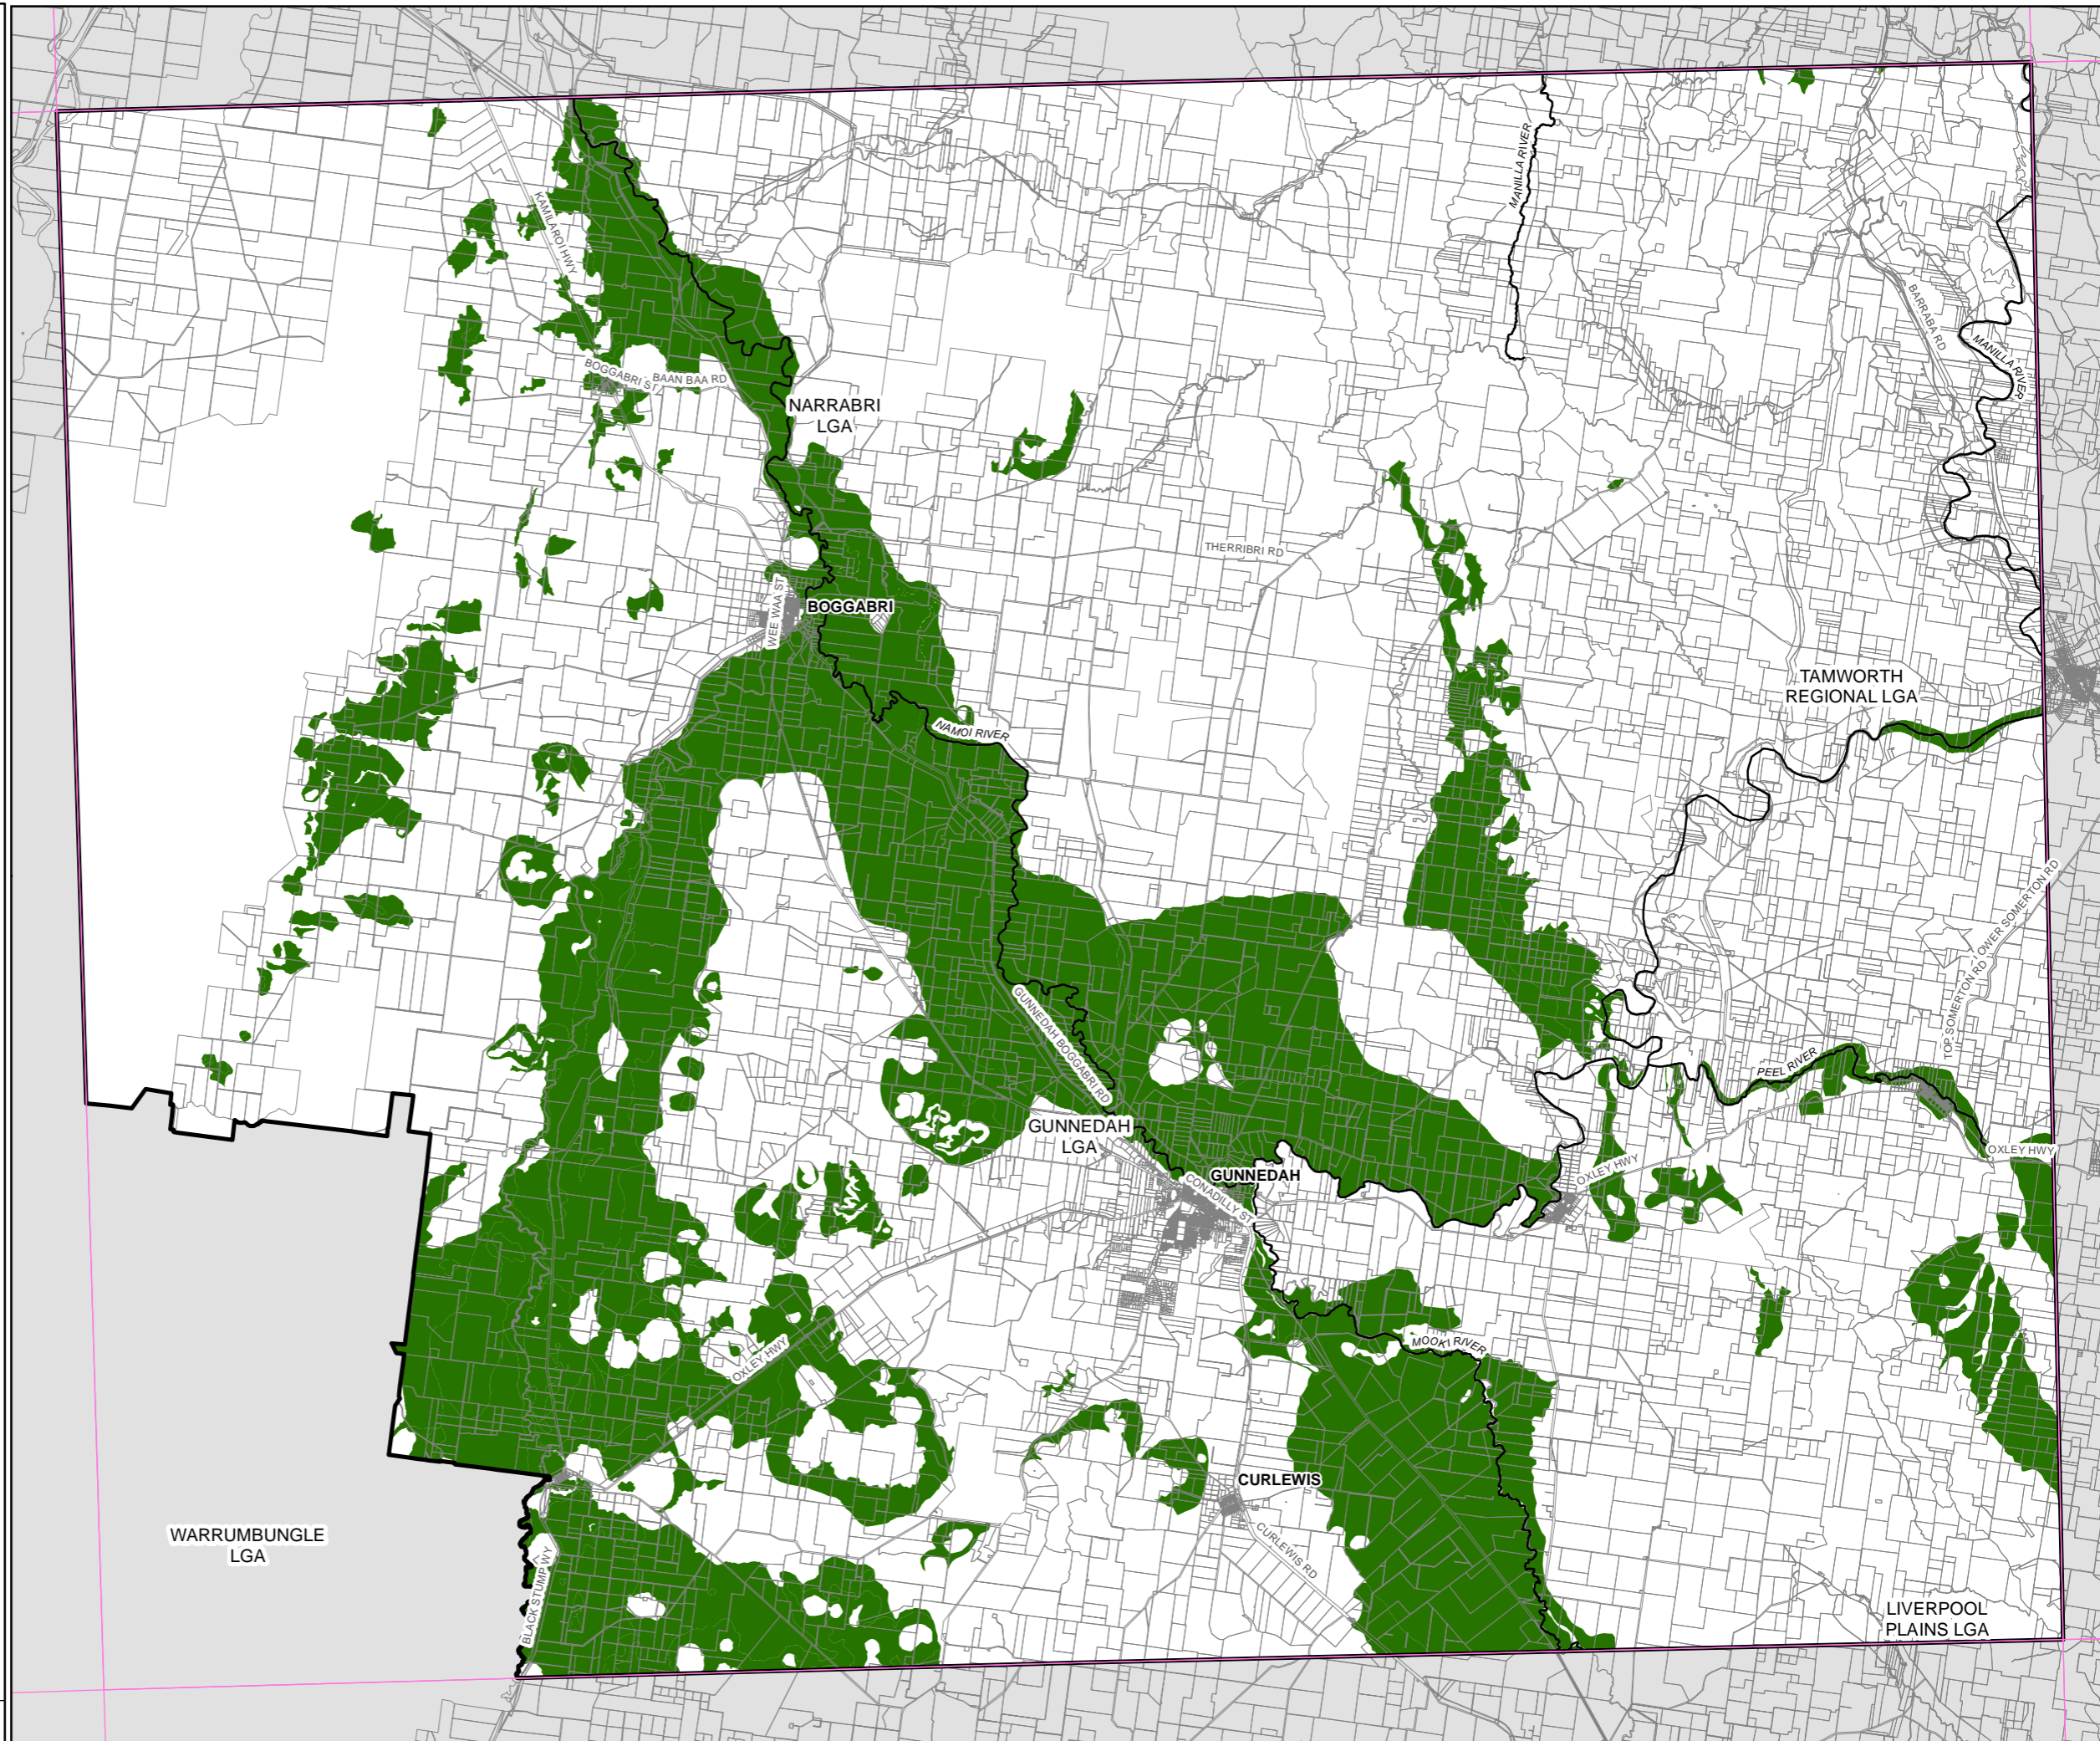 MANILLA RIVER
KAMILAROI HWY
BARRABA RD
MANILLA RIVER
BOGGABRI ST
BAAN BAA RD
NARRABRI
LGA
THERRIBRI RD
WEE WAA ST
BOGGABRI
TAMWORTH
REGIONAL LGA
NAMOI RIVER
LOWER SOMERTON RD
TOP SOMERTON RD
GUNNEDAH BOGGABRI RD
PEEL RIVER
GUNNEDAH
LGA
OXLEY HWY
OXLEY HWY
GUNNEDAH
CONADILLY ST
MOOKI RIVER
OXLEY HWY
CURLEWIS
CURLEWIS RD
WARRUMBUNGLE
LGA
BLACK STUMP WY
LIVERPOOL
PLAINS LGA